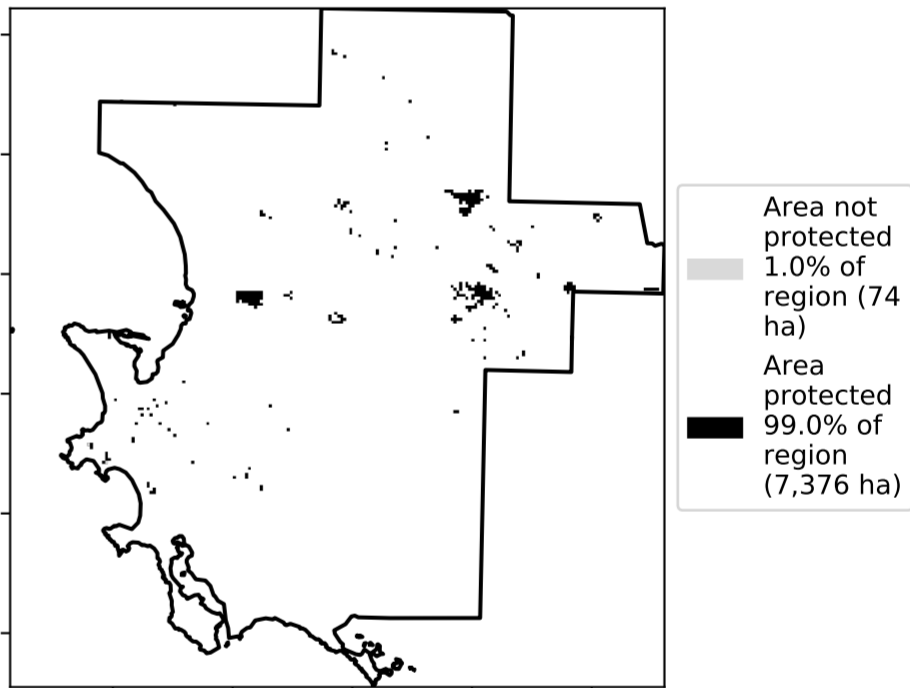 Area not
protected
1.0% of
region (74
ha)
Area
protected
99.0% of
region
(7,376 ha)